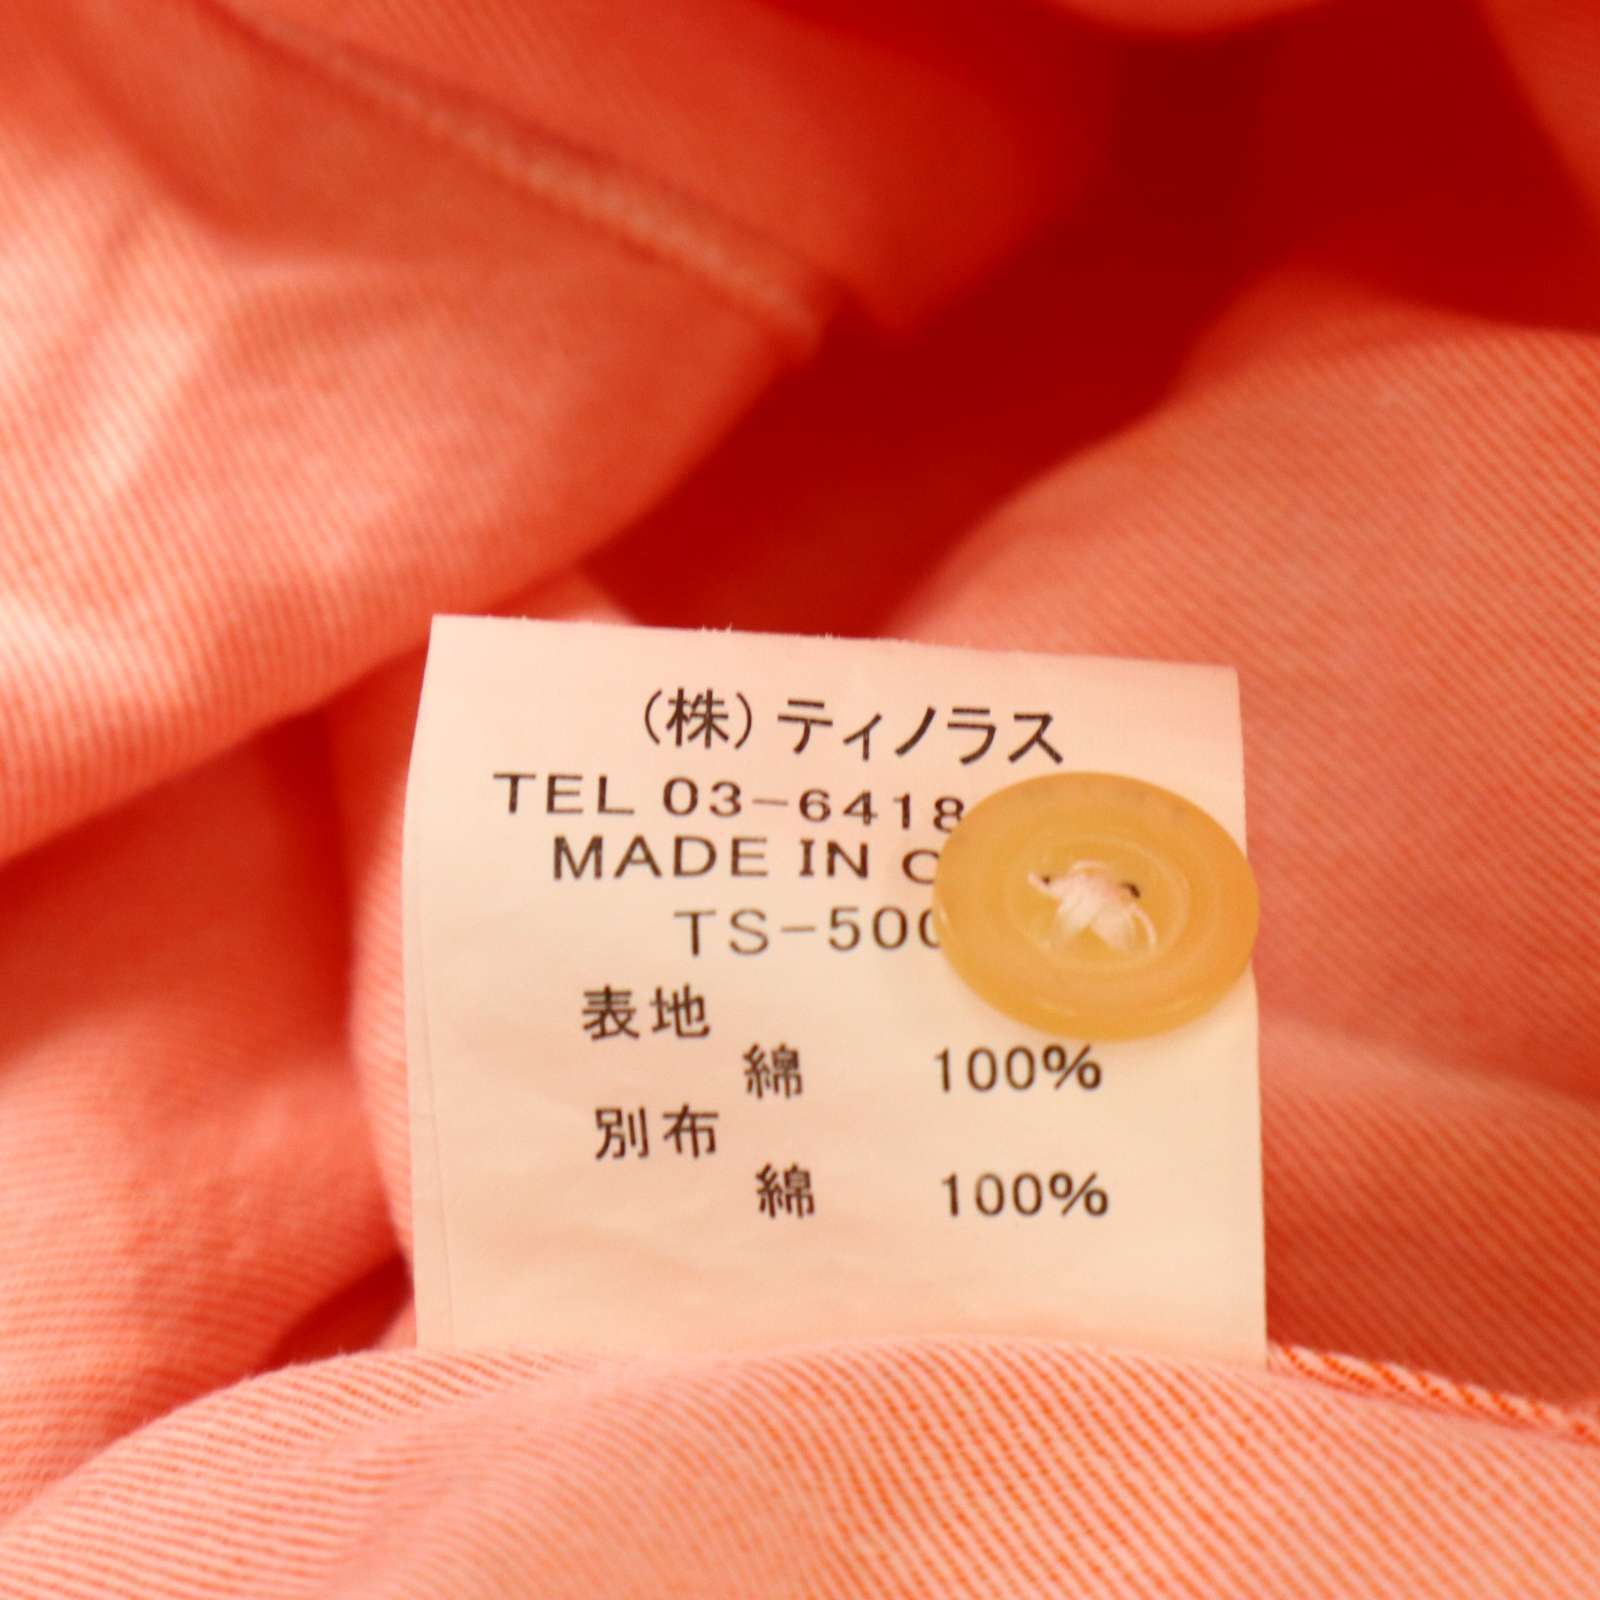 (株)ティノラス
TEL 03-6418
MADE IN
TS-500
表地
綿 100%
別布
綿 100%